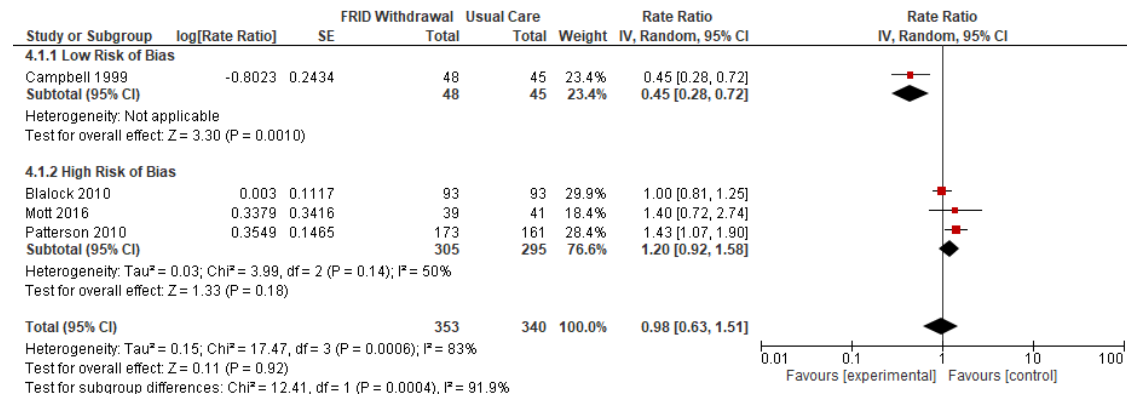 FRID Withdrawal Usual Care Rate Ratio Rate Ratio
Study or Subgroup log[Rate Ratio] SE Total Total Weight IV, Random, 95% CI IV, Random, 95% CI
4.1.1 Low Risk of Bias
Campbell 1999 -0.8023 0.2434 48 45 23.4% 0.45 [0.28, 0.72]
Subtotal (95% CI) 48 45 23.4% 0.45 [0.28, 0.72]
Heterogeneity: Not applicable
Test for overall effect: Z = 3.30 (P = 0.0010)
4.1.2 High Risk of Bias
Blalock 2010 0.003 0.1117 93 93 29.9% 1.00 [0.81, 1.25]
Mott 2016 0.3379 0.3416 39 41 18.4% 1.40 [0.72, 2.74]
Patterson 2010 0.3549 0.1465 173 161 28.4% 1.43 [1.07, 1.90]
Subtotal (95% CI) 305 295 76.6% 1.20 [0.92, 1.58]
Heterogeneity: Tau² = 0.03; Chi² = 3.99, df = 2 (P = 0.14); I² = 50%
Test for overall effect: Z = 1.33 (P = 0.18)
Total (95% CI) 353 340 100.0% 0.98 [0.63, 1.51]
Heterogeneity: Tau² = 0.15; Chi² = 17.47, df = 3 (P = 0.0006); I² = 83%
Test for overall effect: Z = 0.11 (P = 0.92)
Test for subgroup differences: Chi² = 12.41, df = 1 (P = 0.0004), I² = 91.9%
0.01 0.1 1 10 100
Favours [experimental] Favours [control]